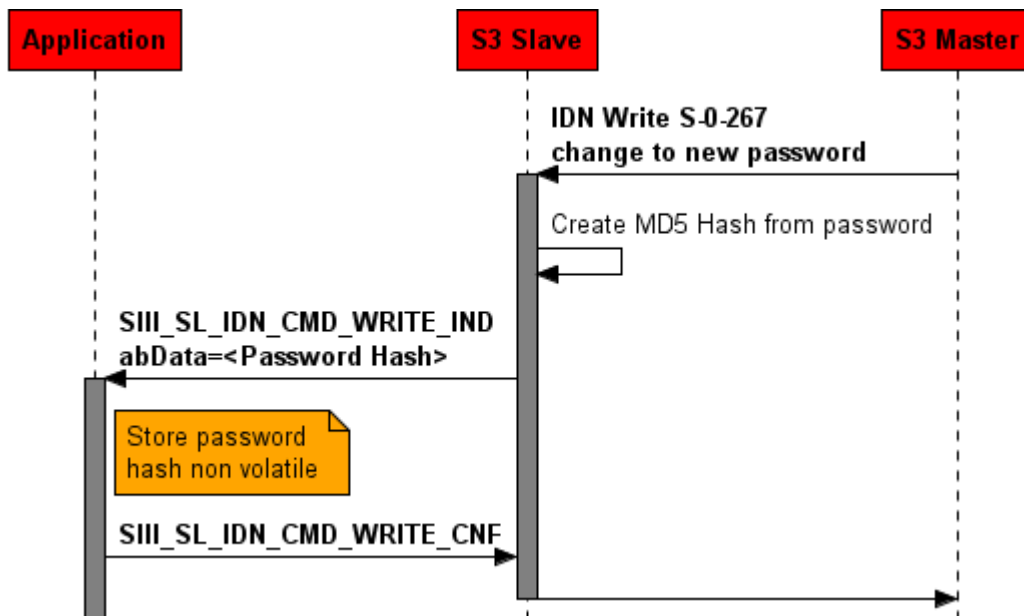 Application
S3 Slave
S3 Master
IDN Write S-0-267
change to new password
Create MD5 Hash from password
SIII_SL_IDN_CMD_WRITE_IND
abData=<Password Hash>
Store password
hash non volatile
SIII_SL_IDN_CMD_WRITE_CNF